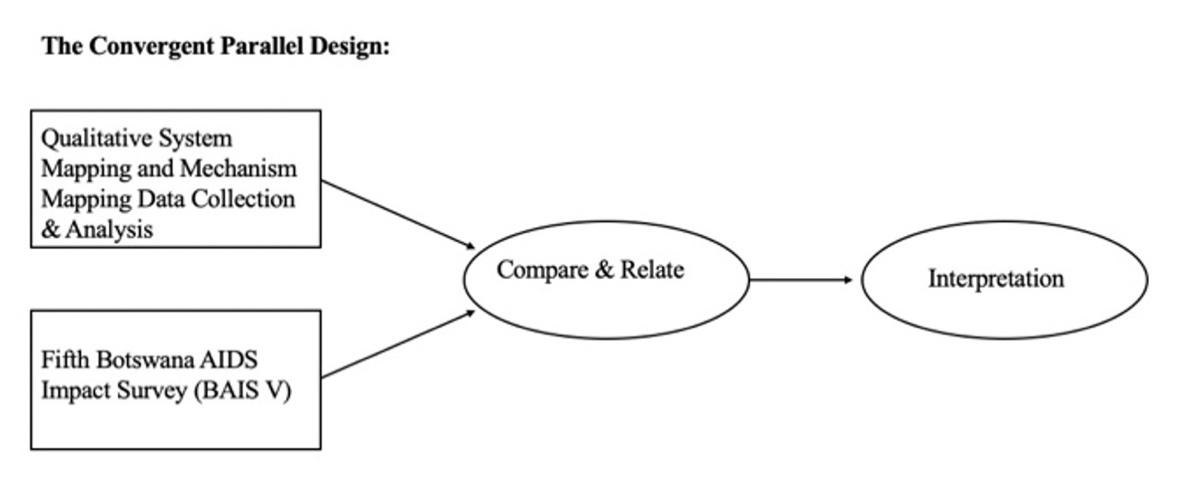 The Convergent Parallel Design:
Qualitative System
Mapping and Mechanism
Mapping Data Collection
& Analysis
Compare & Relate
Interpretation
Fifth Botswana AIDS
Impact Survey (BAIS V)